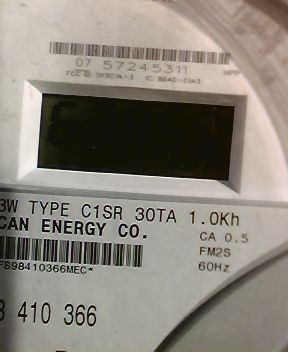 07 57245311
3W TYPE C1SR 30TA 1.0Kh
CAN ENERGY CO.
CA 0.5
FM2S
60Hz
FS98410366MEC*
8 410 366